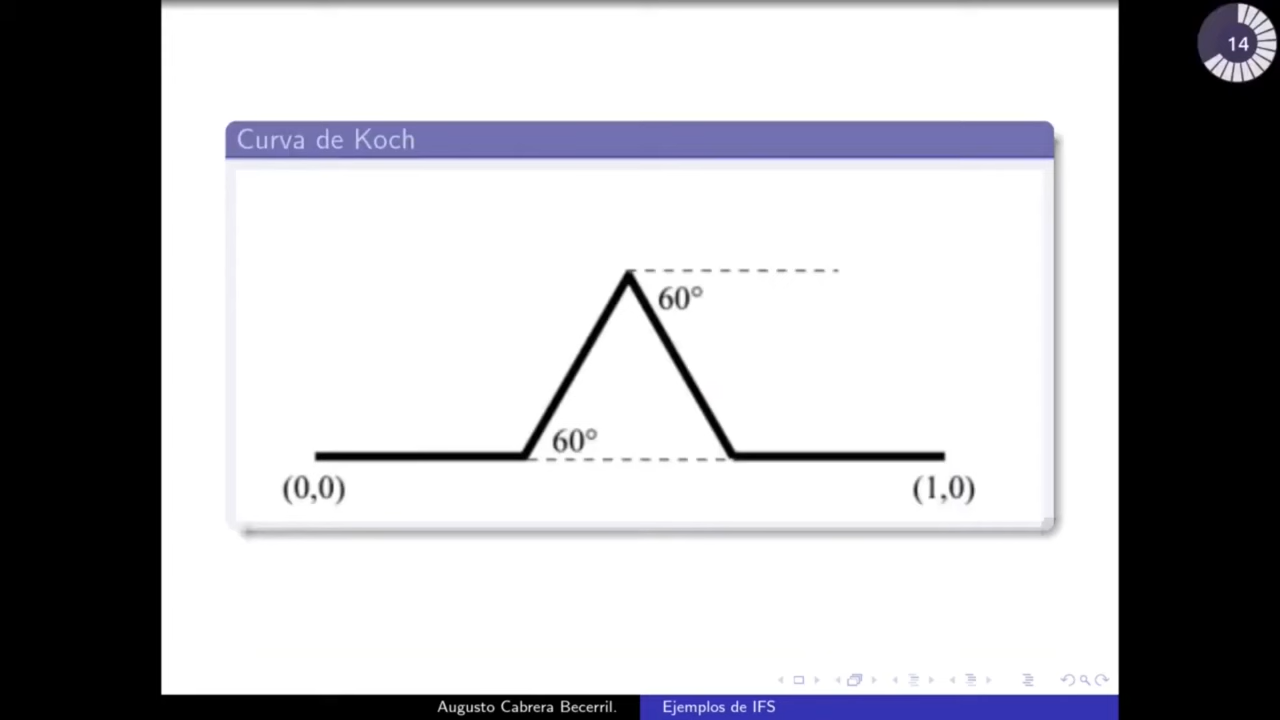 14
Curva de Koch
60°
60°
(0,0)
(1,0)
Augusto Cabrera Becerril.
Ejemplos de IFS